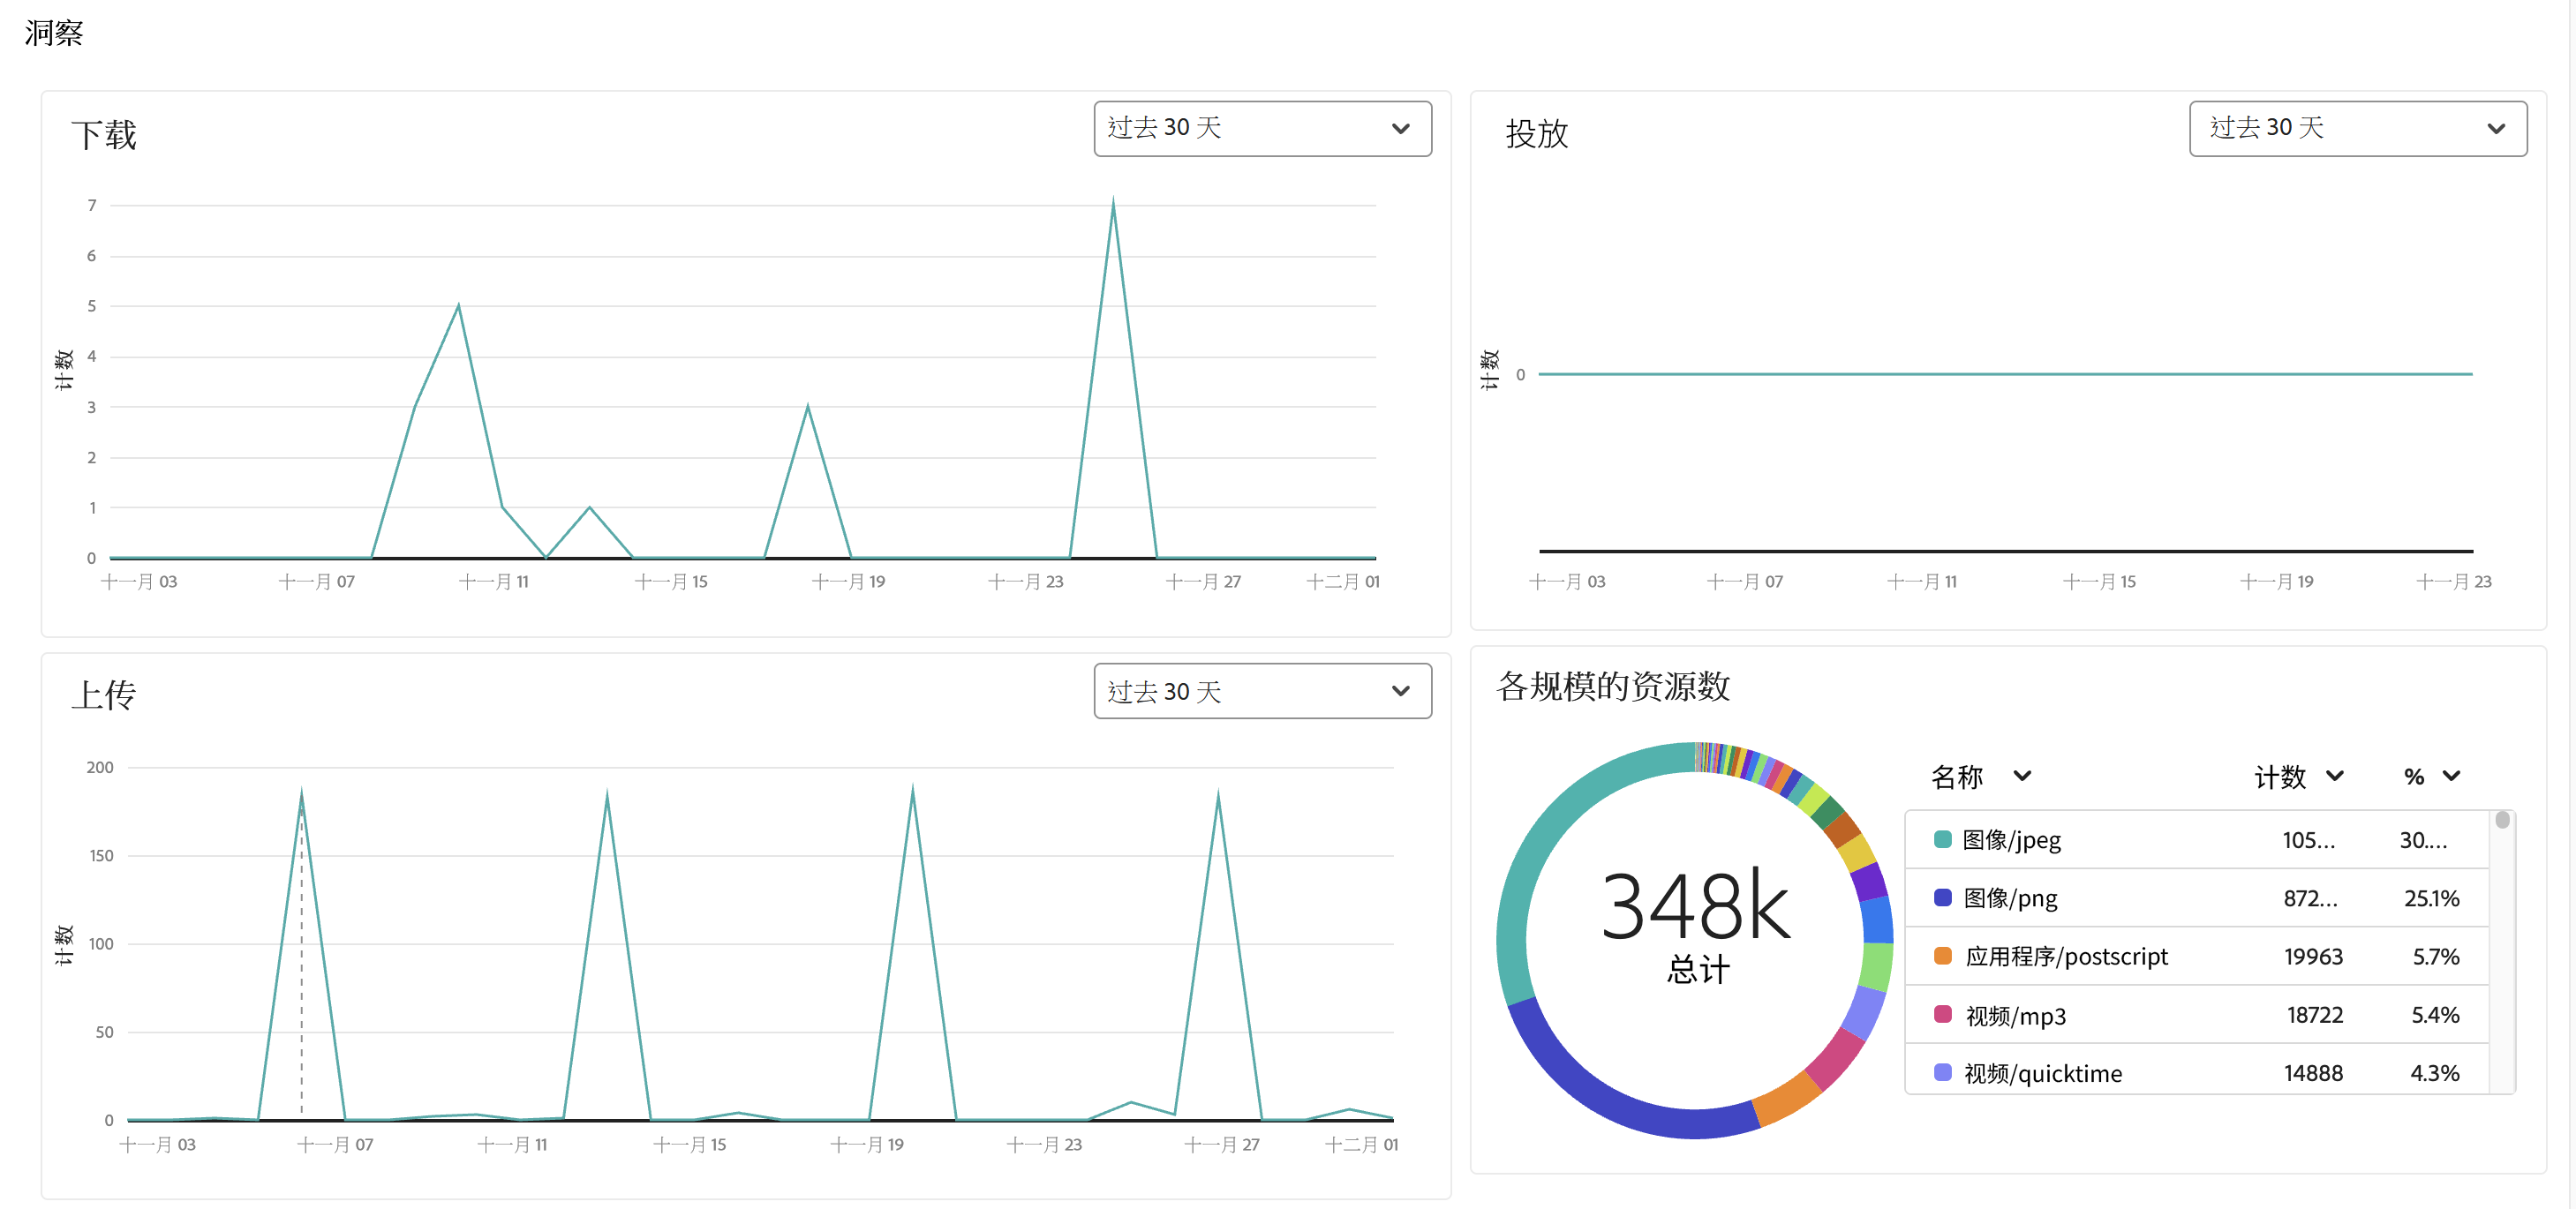 洞察
下载
过去 30 天
7
6
5
4
3
2
1
0
计数
十一月 03
十一月 07
十一月 11
十一月 15
十一月 19
十一月 23
十一月 27
十二月 01
投放
过去 30 天
计数
0
十一月 03
十一月 07
十一月 11
十一月 15
十一月 19
十一月 23
上传
过去 30 天
200
150
100
50
0
计数
十一月 03
十一月 07
十一月 11
十一月 15
十一月 19
十一月 23
十一月 27
十二月 01
各规模的资源数
348k
总计
名称 计数 %
图像/jpeg 105... 30....
图像/png 872... 25.1%
应用程序/postscript 19963 5.7%
视频/mp3 18722 5.4%
视频/quicktime 14888 4.3%